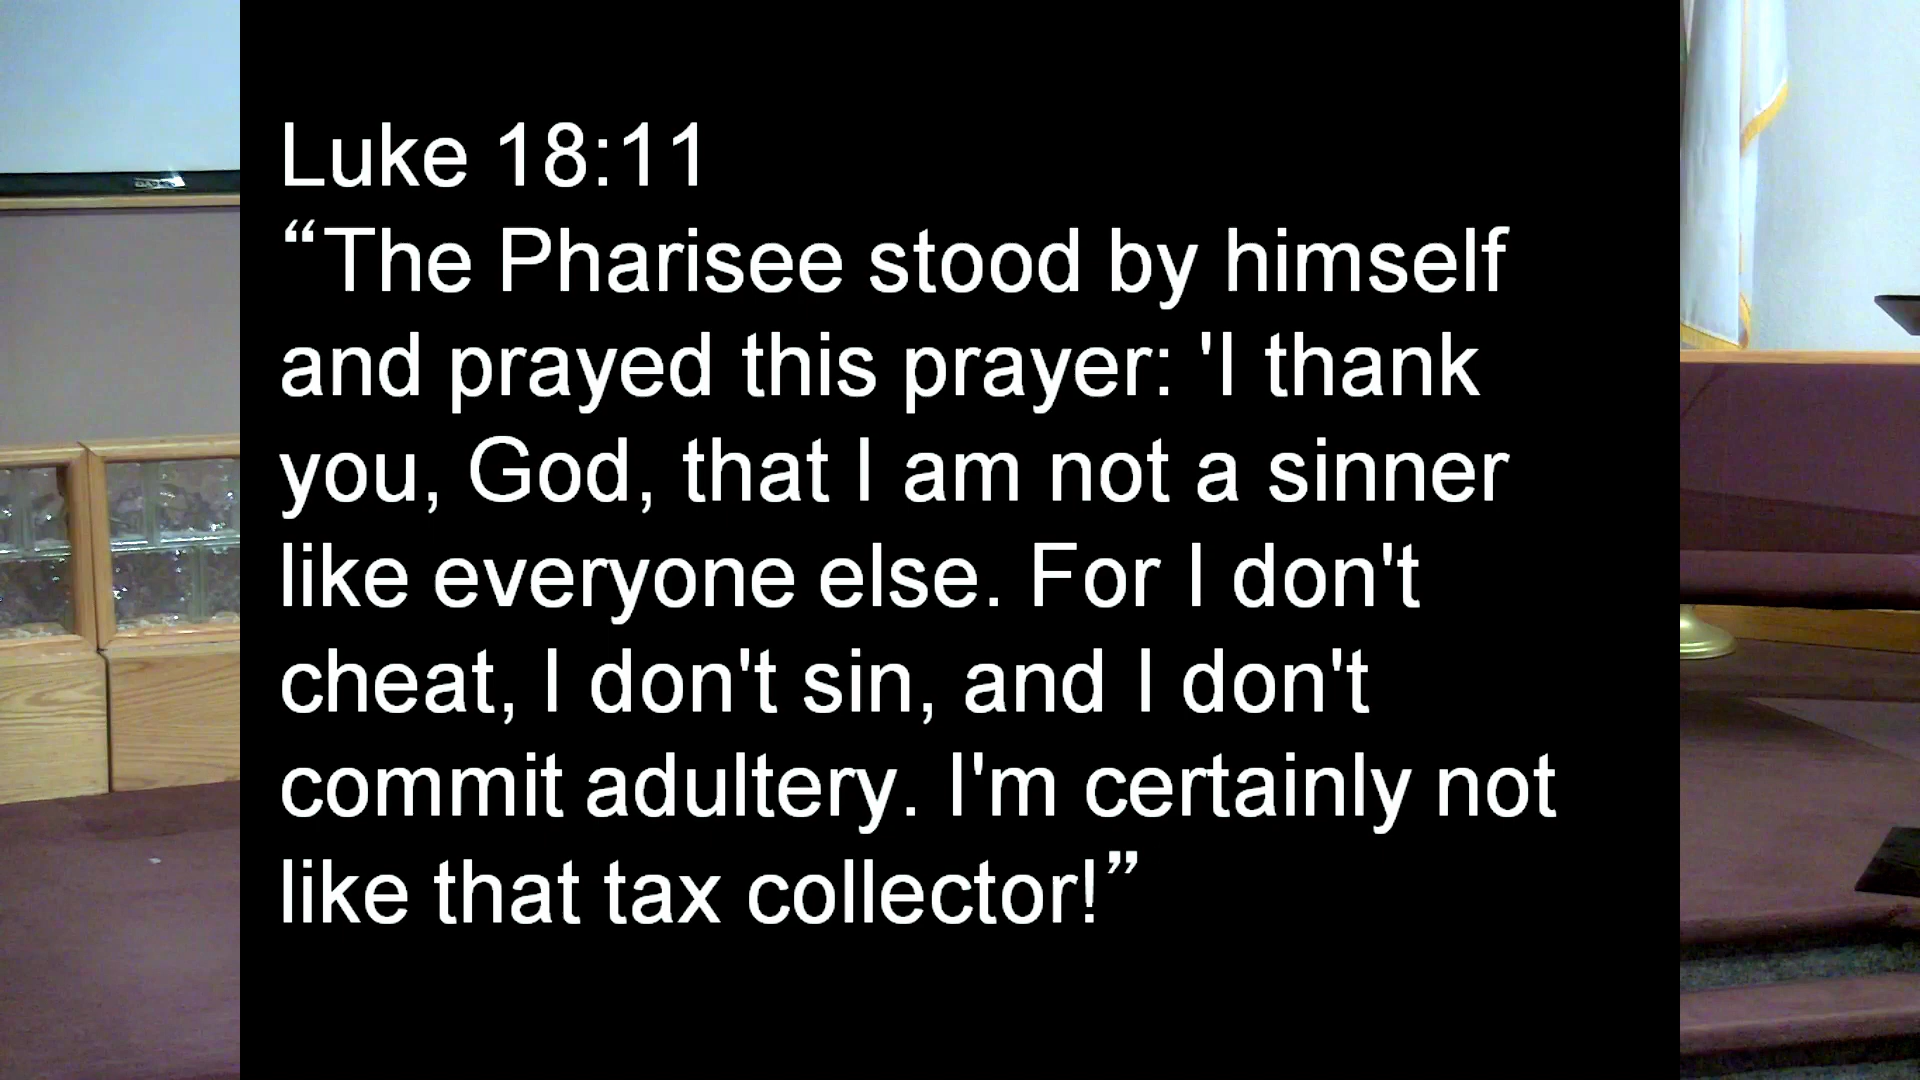 Luke 18:11
“The Pharisee stood by himself
and prayed this prayer: 'I thank
you, God, that I am not a sinner
like everyone else. For I don't
cheat, I don't sin, and I don't
commit adultery. I'm certainly not
like that tax collector!”